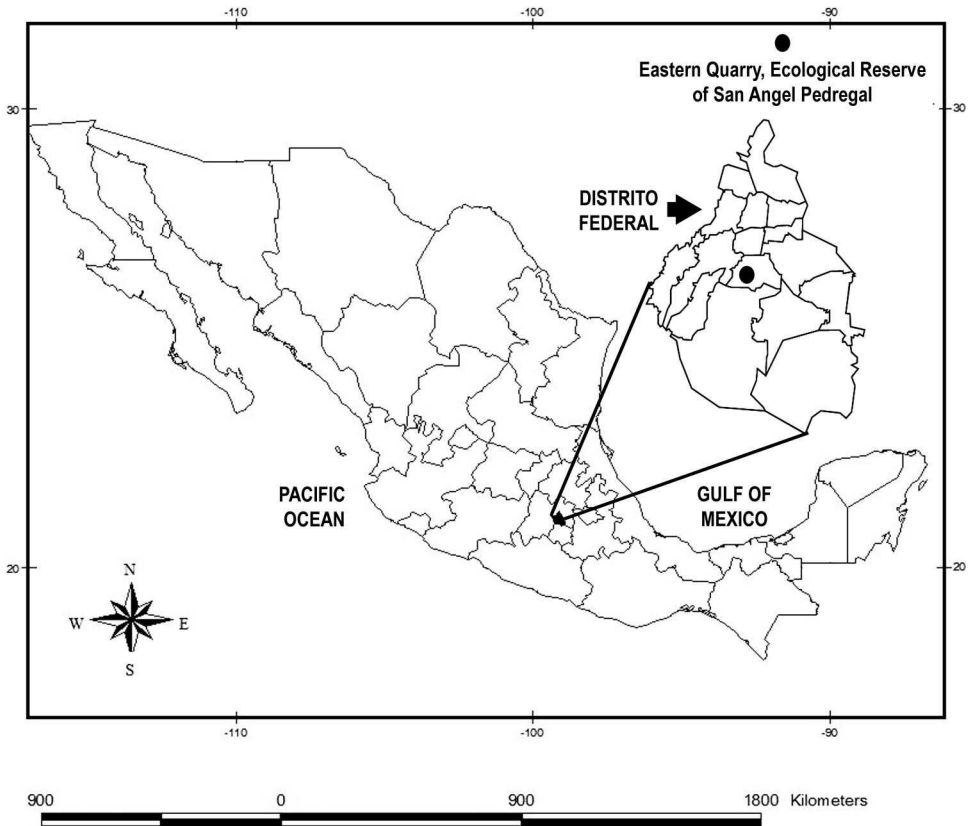 -110
-100
-90
Eastern Quarry, Ecological Reserve
of San Angel Pedregal
30
30
DISTRITO
FEDERAL
PACIFIC
OCEAN
GULF OF
MEXICO
20
20
N
W
E
S
-110
-100
-90
900
0
900
1800 Kilometers